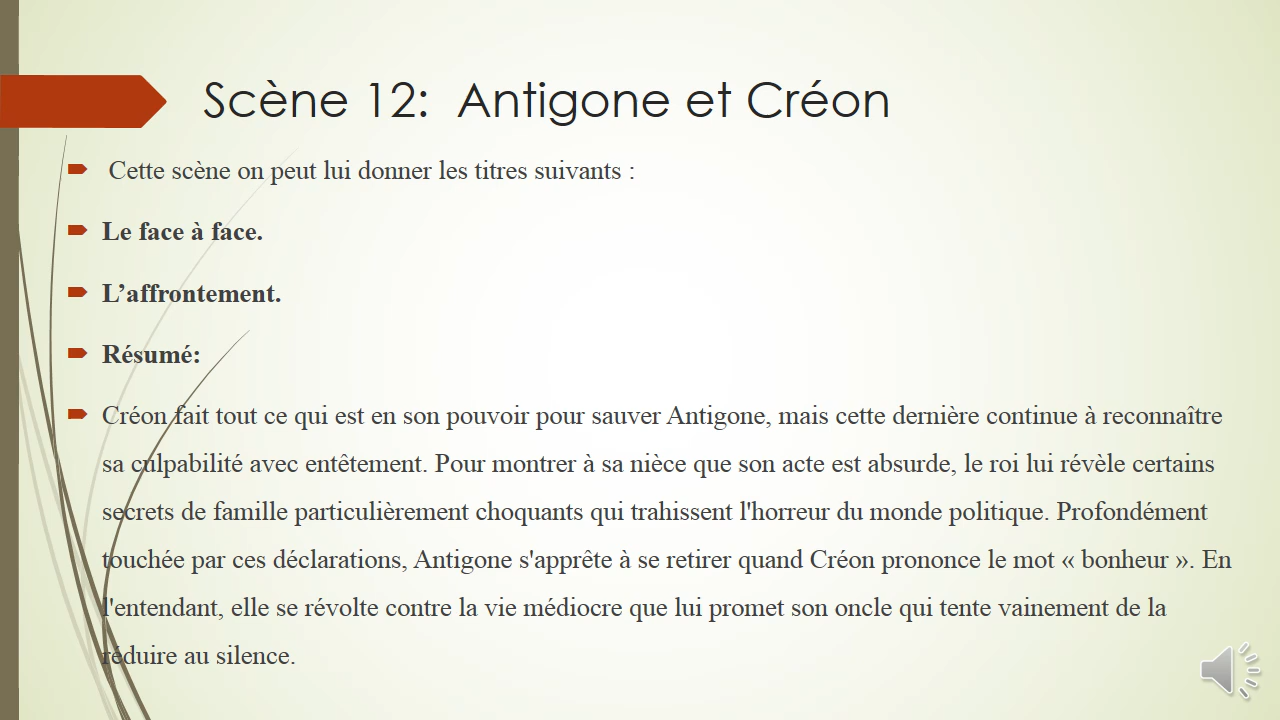 Scène 12: Antigone et Créon
Cette scène on peut lui donner les titres suivants :
Le face à face.
L’affrontement.
Résumé:
Créon fait tout ce qui est en son pouvoir pour sauver Antigone, mais cette dernière continue à reconnaître
sa culpabilité avec entêtement. Pour montrer à sa nièce que son acte est absurde, le roi lui révèle certains
secrets de famille particulièrement choquants qui trahissent l'horreur du monde politique. Profondément
touchée par ces déclarations, Antigone s'apprête à se retirer quand Créon prononce le mot « bonheur ». En
l'entendant, elle se révolte contre la vie médiocre que lui promet son oncle qui tente vainement de la
réduire au silence.